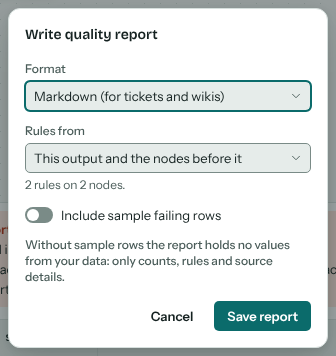 Write quality report
Format
Markdown (for tickets and wikis)
Rules from
This output and the nodes before it
2 rules on 2 nodes.
Include sample failing rows
Without sample rows the report holds no values
from your data: only counts, rules and source
details.
Cancel
Save report